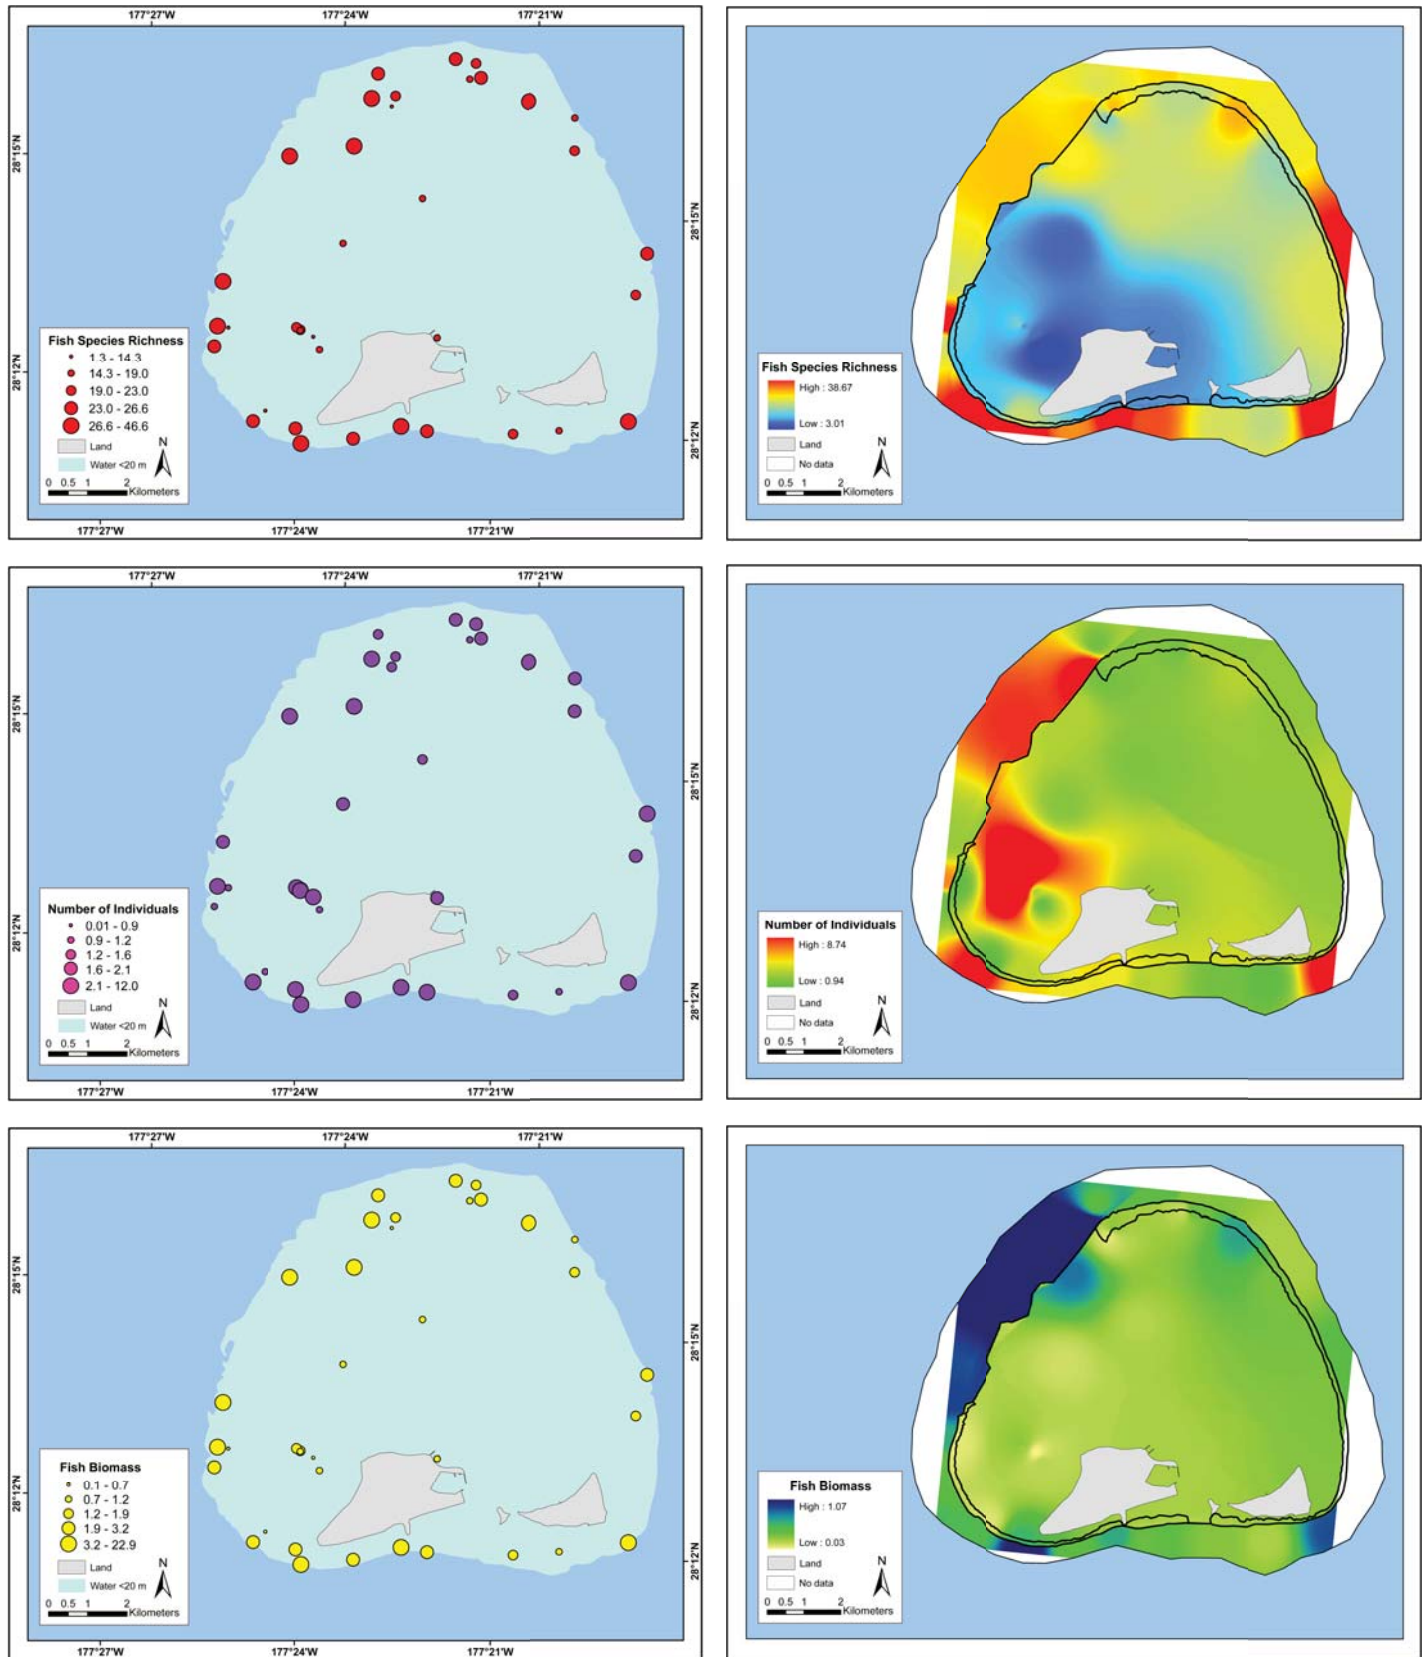 177°27'W 177°24'W 177°21'W
28°15'N
28°15'N
28°12'N
28°12'N
Fish Species Richness
1.3 - 14.3
14.3 - 19.0
19.0 - 23.0
23.0 - 26.6
26.6 - 46.6
Land
Water <20 m
N
0 0.5 1 2
Kilometers
177°27'W 177°24'W 177°21'W
Fish Species Richness
High : 38.67
Low : 3.01
Land
No data
N
0 0.5 1 2
Kilometers
177°27'W 177°24'W 177°21'W
28°15'N
28°15'N
28°12'N
28°12'N
Number of Individuals
0.01 - 0.9
0.9 - 1.2
1.2 - 1.6
1.6 - 2.1
2.1 - 12.0
Land
Water <20 m
N
0 0.5 1 2
Kilometers
177°27'W 177°24'W 177°21'W
Number of Individuals
High : 8.74
Low : 0.94
Land
No data
N
0 0.5 1 2
Kilometers
177°27'W 177°24'W 177°21'W
28°15'N
28°15'N
28°12'N
28°12'N
Fish Biomass
0.1 - 0.7
0.7 - 1.2
1.2 - 1.9
1.9 - 3.2
3.2 - 22.9
Land
Water <20 m
N
0 0.5 1 2
Kilometers
177°27'W 177°24'W 177°21'W
Fish Biomass
High : 1.07
Low : 0.03
Land
No data
N
0 0.5 1 2
Kilometers